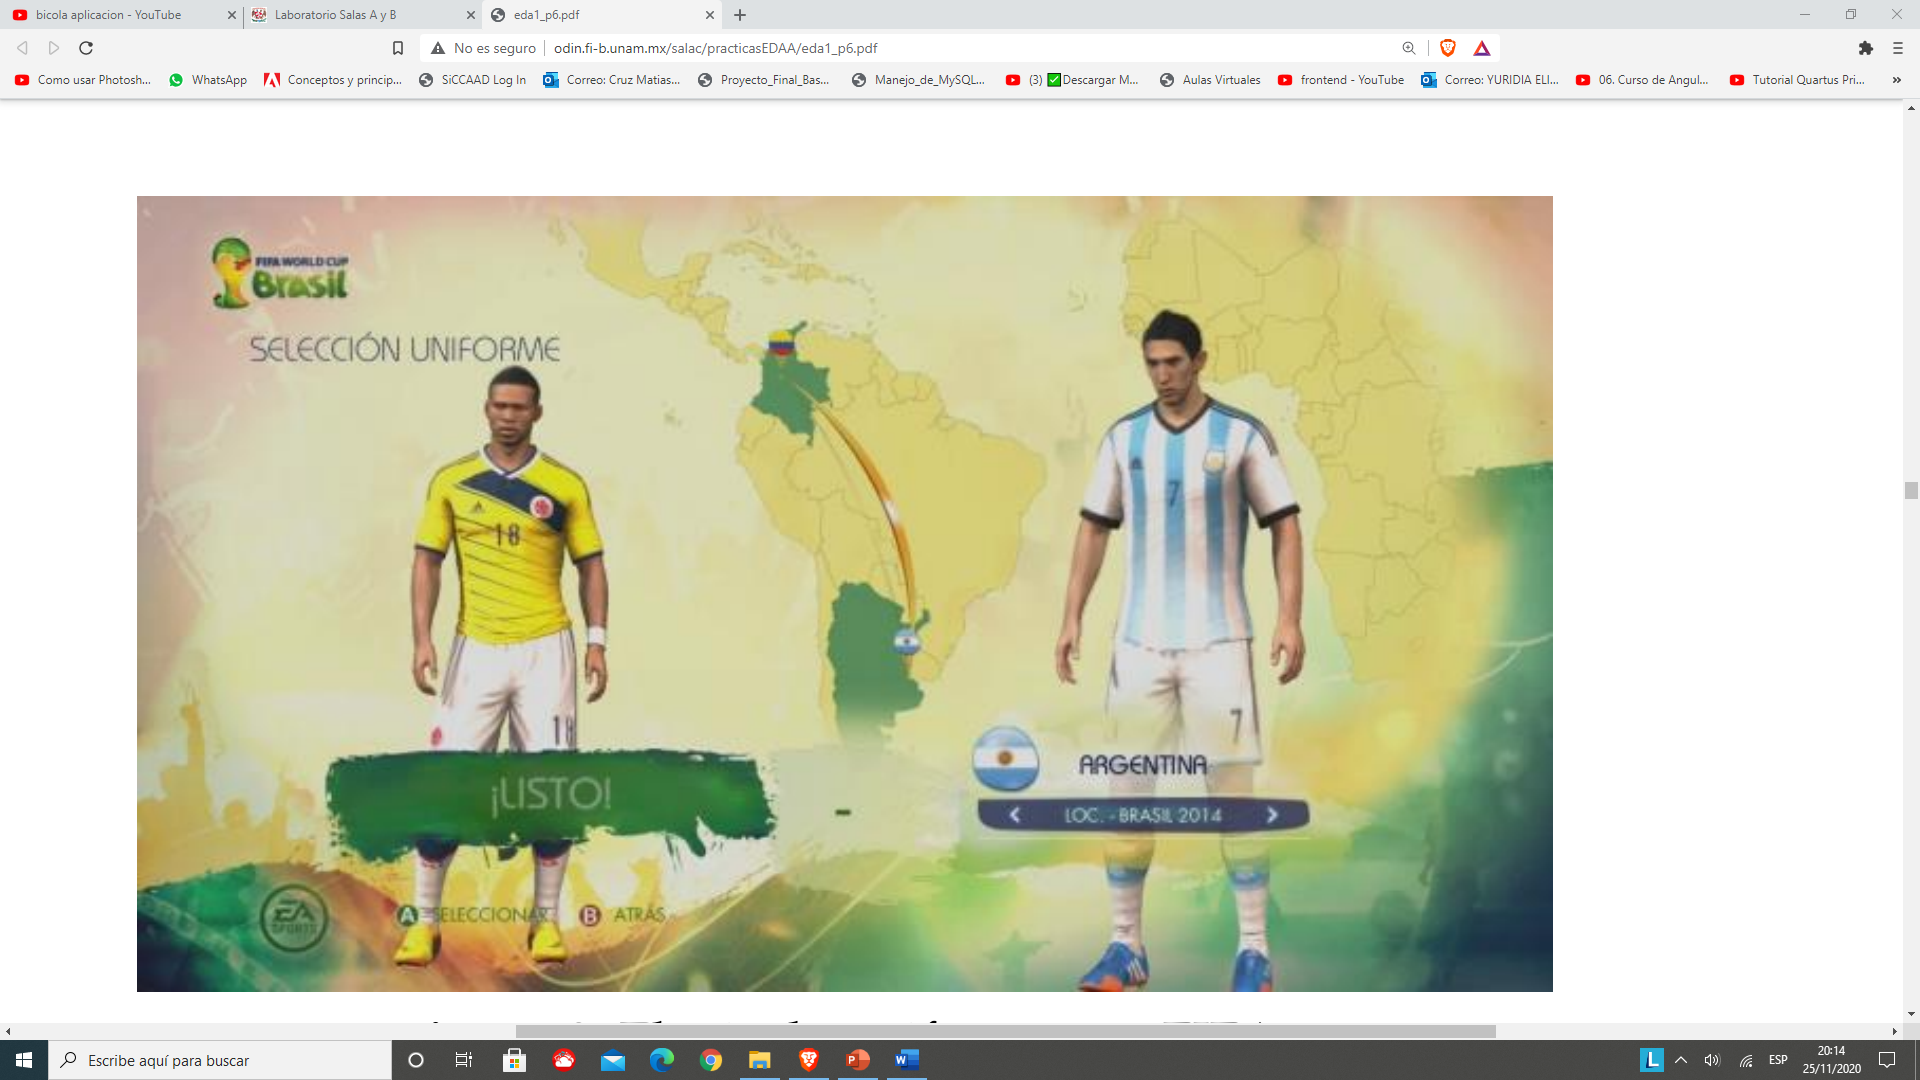 bicola aplicacion - YouTube
Laboratorio Salas A y B
eda1_p6.pdf
No es seguro
odin.fi-b.unam.mx/salac/practicasEDAA/eda1_p6.pdf
Como usar Photosh...
WhatsApp
Conceptos y princip...
SiCCAAD Log In
Correo: Cruz Matias...
Proyecto_Final_Bas...
Manejo_de_MySQL...
(3) ✅Descargar M...
Aulas Virtuales
frontend - YouTube
Correo: YURIDIA ELI...
06. Curso de Angul...
Tutorial Quartus Pri...
»
FIFA WORLD CUP
Brasil
SELECCIÓN UNIFORME
18
7
18
7
¡LISTO!
ARGENTINA
LOC. - BRASIL 2014
EA
SPORTS
A SELECCIONAR
B ATRÁS
Escribe aquí para buscar
L
ESP
20:14
25/11/2020